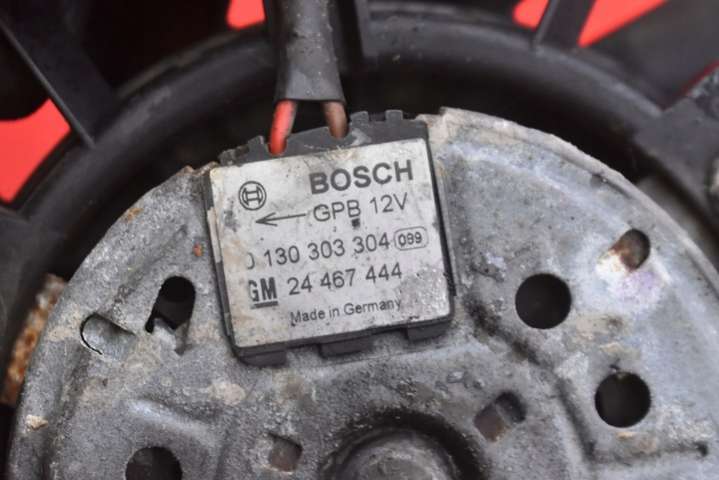 BOSCH
GPB 12V
0 130 303 304 099
GM 24 467 444
Made in Germany